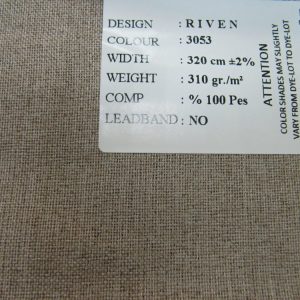 DESIGN : RIVEN
COLOUR : 3053
WIDTH : 320 cm ±2%
WEIGHT : 310 gr./m²
COMP : % 100 Pes
LEADBAND : NO
ATTENTION
COLOR SHADES MAY SLIGHTLY
VARY FROM DYE-LOT TO DYE-LOT